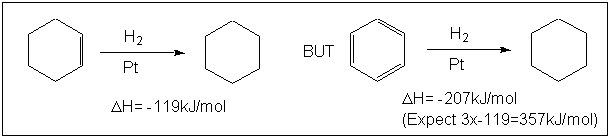 H2
Pt
ΔH= -119kJ/mol
BUT
H2
Pt
ΔH= -207kJ/mol
(Expect 3x-119=357kJ/mol)